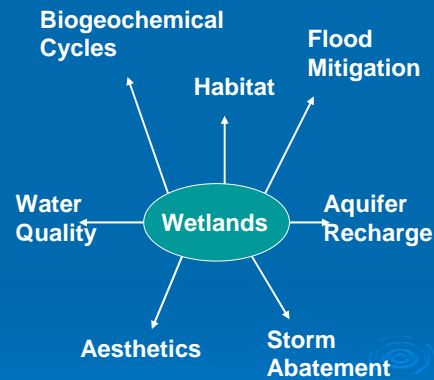 Biogeochemical
Cycles
Flood
Mitigation
Habitat
Water
Quality
Wetlands
Aquifer
Recharge
Aesthetics
Storm
Abatement